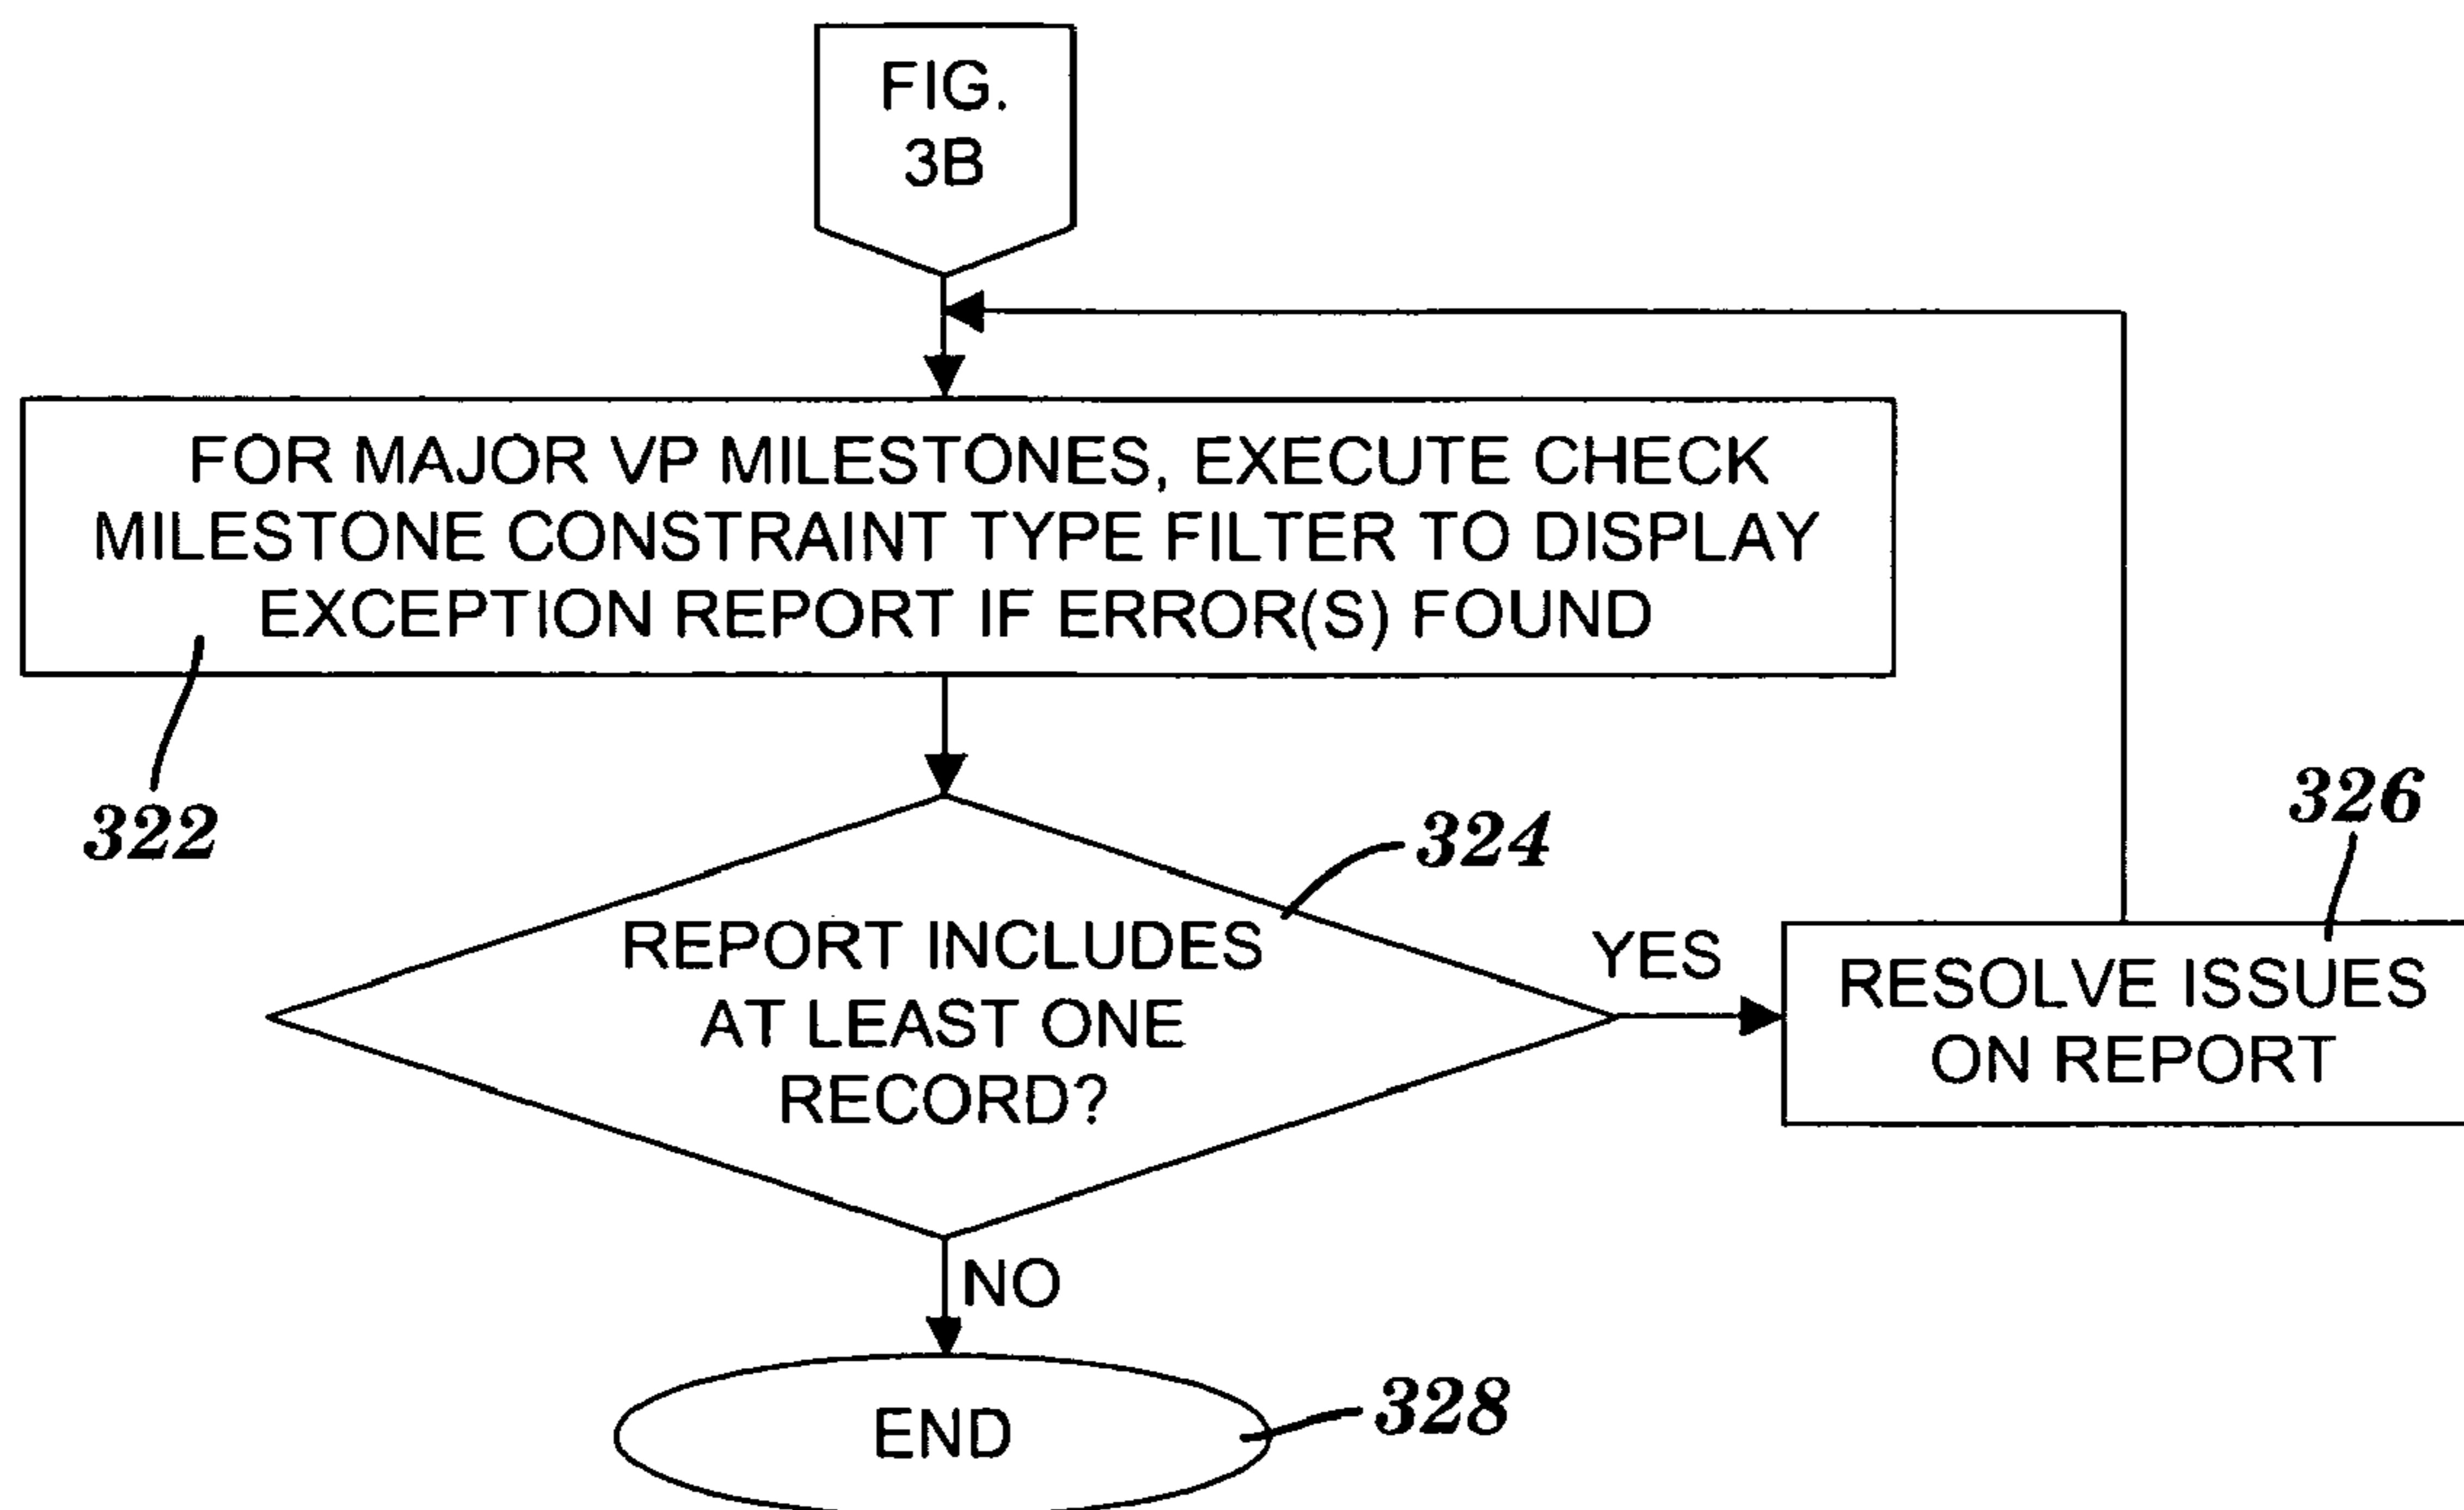 FIG.
3B
FOR MAJOR VP MILESTONES, EXECUTE CHECK
MILESTONE CONSTRAINT TYPE FILTER TO DISPLAY
EXCEPTION REPORT IF ERROR(S) FOUND
322
324
326
REPORT INCLUDES
AT LEAST ONE
RECORD?
YES
RESOLVE ISSUES
ON REPORT
NO
END
328